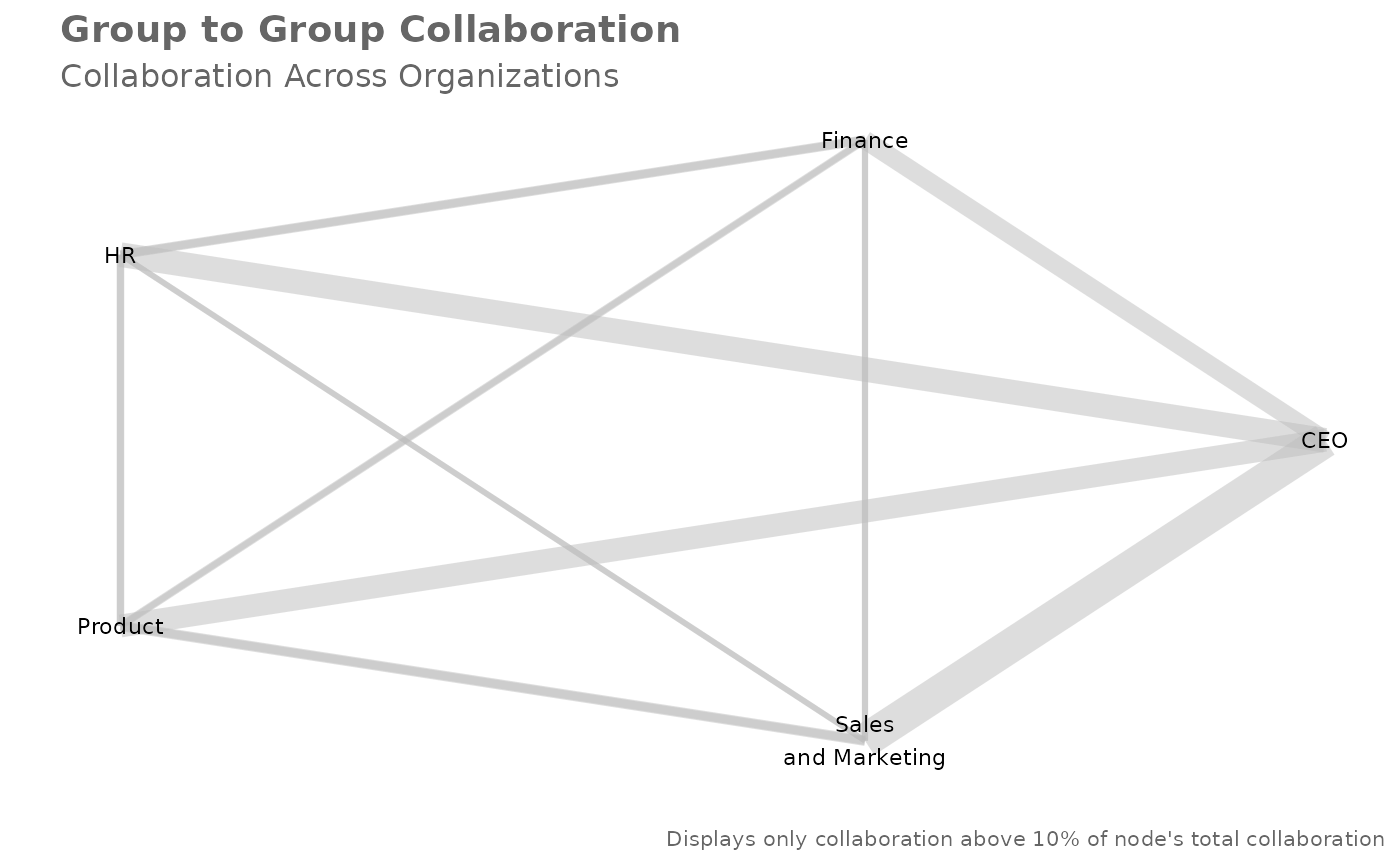 Group to Group Collaboration
Collaboration Across Organizations
Finance
HR
CEO
Product
Sales
and Marketing
Displays only collaboration above 10% of node's total collaboration